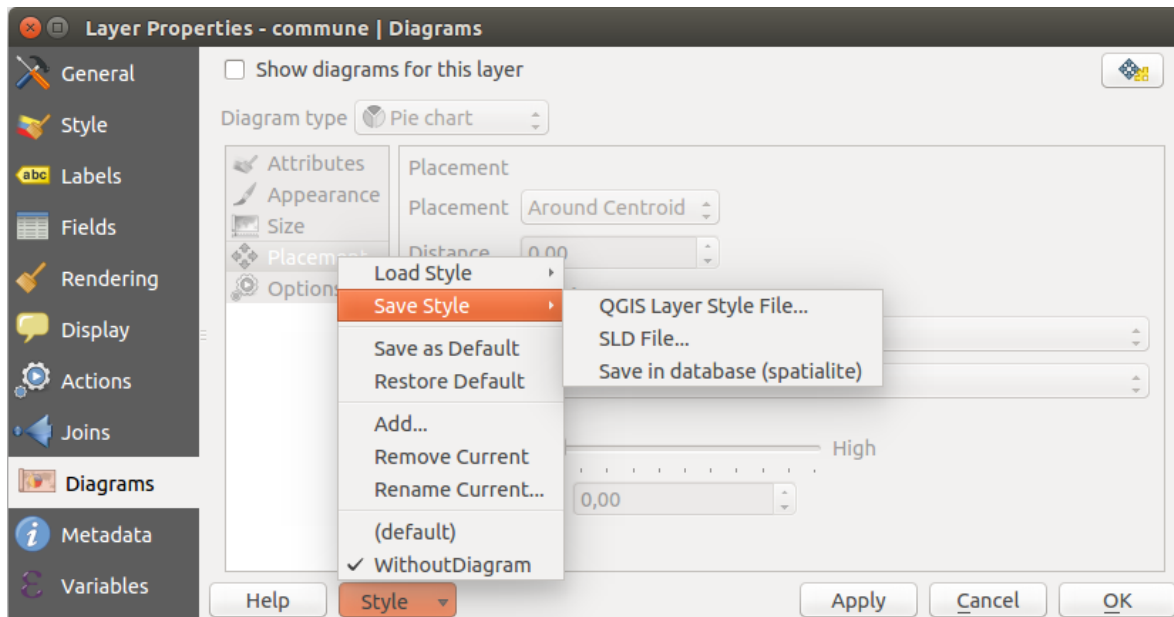 Layer Properties - commune | Diagrams
General
Style
abc Labels
Fields
Rendering
Display
Actions
Joins
Diagrams
Metadata
Variables
Show diagrams for this layer
Diagram type Pie chart
Attributes
Appearance
Size
Options
Placement
Placement Around Centroid
Distance 0,00
Load Style
Save Style
Save as Default
Restore Default
Add...
Remove Current
Rename Current...
(default)
WithoutDiagram
QGIS Layer Style File...
SLD File...
Save in database (spatialite)
High
0,00
Help
Style
Apply
Cancel
OK